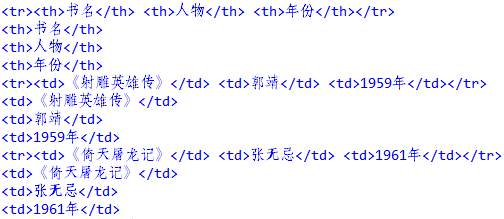 <tr><th>书名</th> <th>人物</th> <th>年份</th></tr>
<th>书名</th>
<th>人物</th>
<th>年份</th>
<tr><td>《射雕英雄传》</td> <td>郭靖</td> <td>1959年</td></tr>
<td>《射雕英雄传》</td>
<td>郭靖</td>
<td>1959年</td>
<tr><td>《倚天屠龙记》</td> <td>张无忌</td> <td>1961年</td></tr>
<td>《倚天屠龙记》</td>
<td>张无忌</td>
<td>1961年</td>